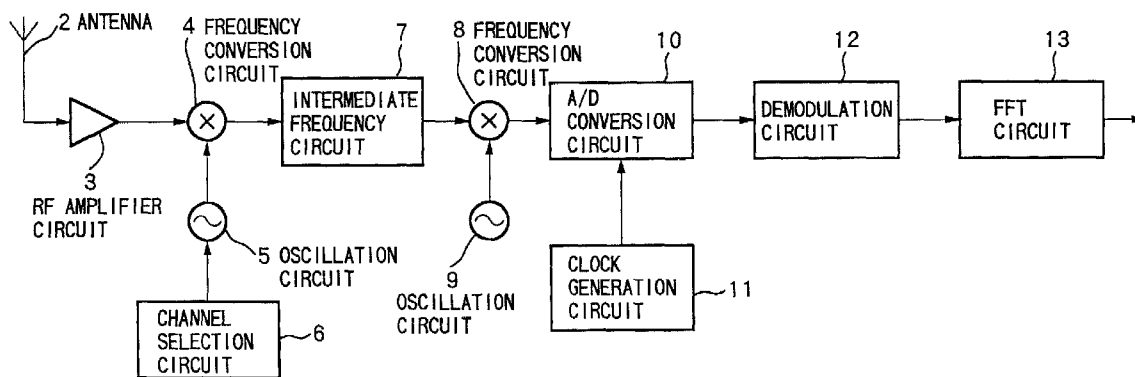 2 ANTENNA
4 FREQUENCY
CONVERSION
CIRCUIT
7
8 FREQUENCY
CONVERSION
CIRCUIT
10
12
13
INTERMEDIATE
FREQUENCY
CIRCUIT
A/D
CONVERSION
CIRCUIT
DEMODULATION
CIRCUIT
FFT
CIRCUIT
3
RF AMPLIFIER
CIRCUIT
5 OSCILLATION
CIRCUIT
9
OSCILLATION
CIRCUIT
CLOCK
GENERATION
CIRCUIT
11
CHANNEL
SELECTION
CIRCUIT
6